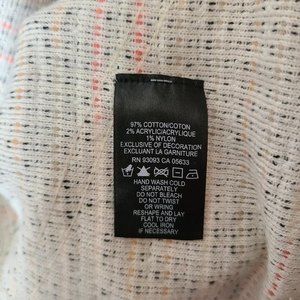 97% COTTON/COTON
2% ACRYLIC/ACRYLIQUE
1% NYLON
EXCLUSIVE OF DECORATION
EXCLUANT LA GARNITURE
RN 93093 CA 05633
HAND WASH COLD
SEPARATELY
DO NOT BLEACH
DO NOT TWIST
OR WRING
RESHAPE AND LAY
FLAT TO DRY
COOL IRON
IF NECESSARY